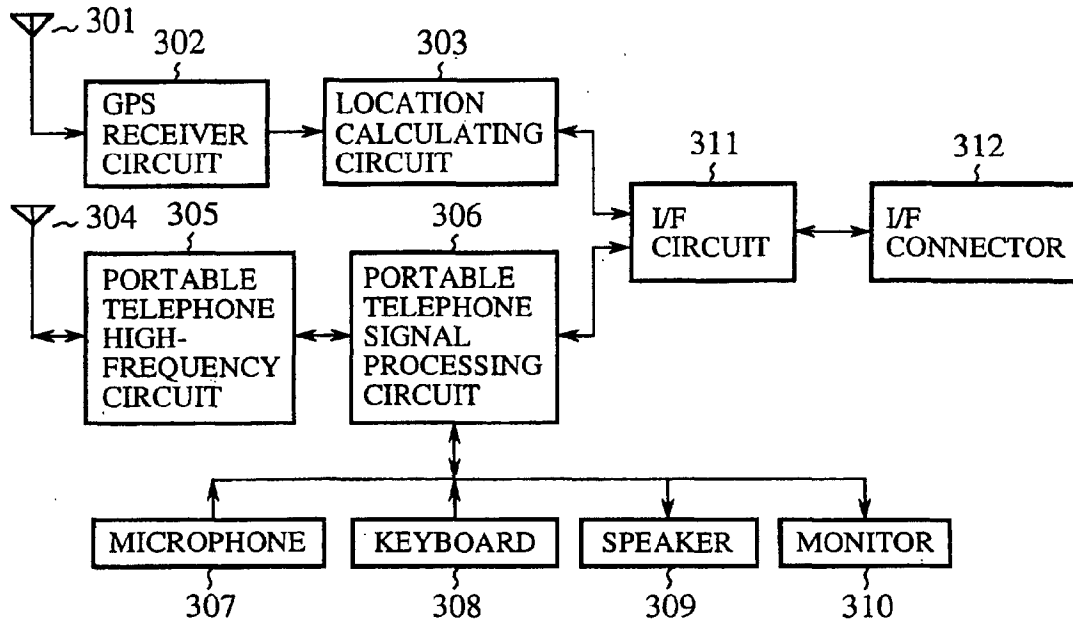 301
302
303
GPS
RECEIVER
CIRCUIT
LOCATION
CALCULATING
CIRCUIT
311
312
304
305
306
I/F
CIRCUIT
I/F
CONNECTOR
PORTABLE
TELEPHONE
HIGH-
FREQUENCY
CIRCUIT
PORTABLE
TELEPHONE
SIGNAL
PROCESSING
CIRCUIT
MICROPHONE
KEYBOARD
SPEAKER
MONITOR
307
308
309
310